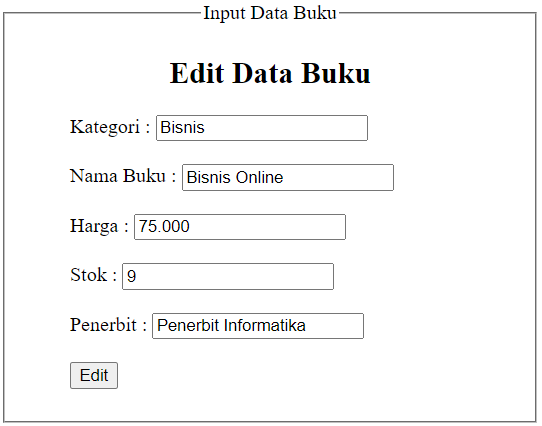 Input Data Buku
Edit Data Buku
Kategori : Bisnis
Nama Buku : Bisnis Online
Harga : 75.000
Stok : 9
Penerbit : Penerbit Informatika
Edit